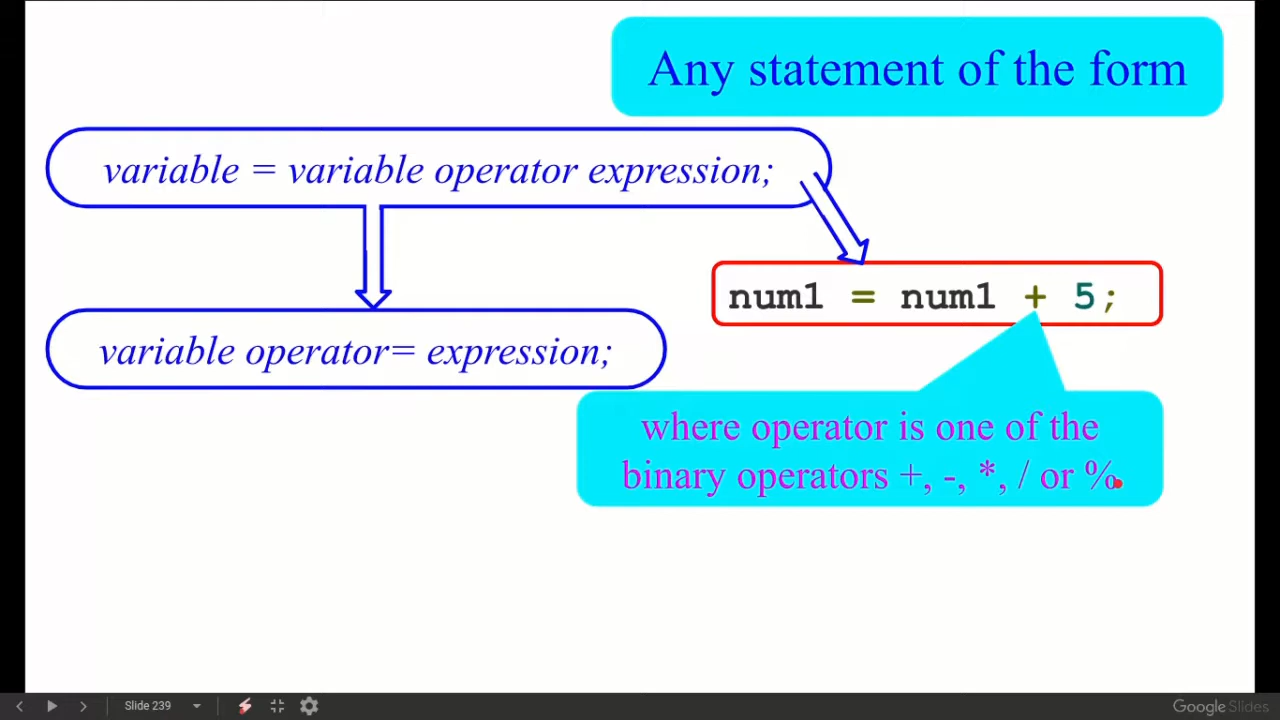 Any statement of the form
variable = variable operator expression;
num1 = num1 + 5;
variable operator= expression;
where operator is one of the
binary operators +, -, *, / or %.
Slide 239
Google Slides